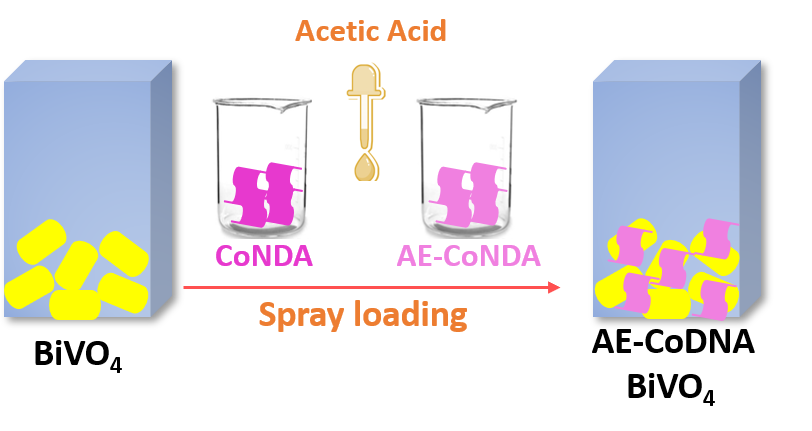 Acetic Acid
CoNDA
AE-CoNDA
Spray loading
BiVO₄
AE-CoDNA
BiVO₄